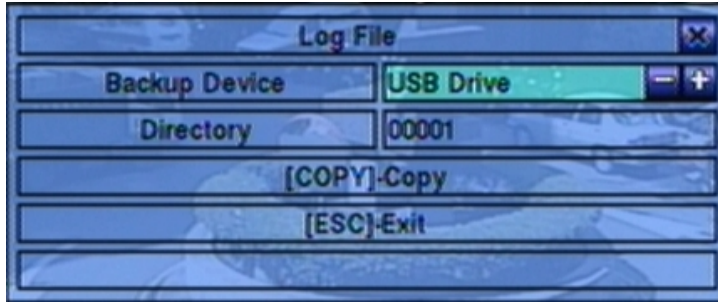 Log File
Backup Device USB Drive
Directory 00001
[COPY]-Copy
[ESC]-Exit